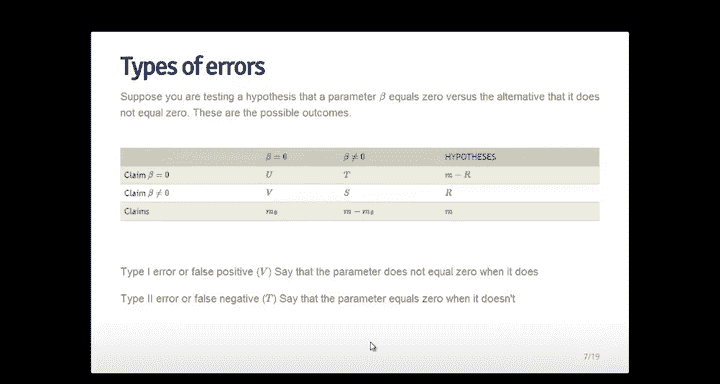 Types of errors
Suppose you are testing a hypothesis that a parameter β equals zero versus the alternative that it does
not equal zero. These are the possible outcomes.
β = 0 β ≠ 0 HYPOTHESES
Claim β = 0 U T m − R
Claim β ≠ 0 V S R
Claims m₀ m − m₀ m
Type I error or false positive (V) Say that the parameter does not equal zero when it does
Type II error or false negative (T) Say that the parameter equals zero when it doesn't
7/19